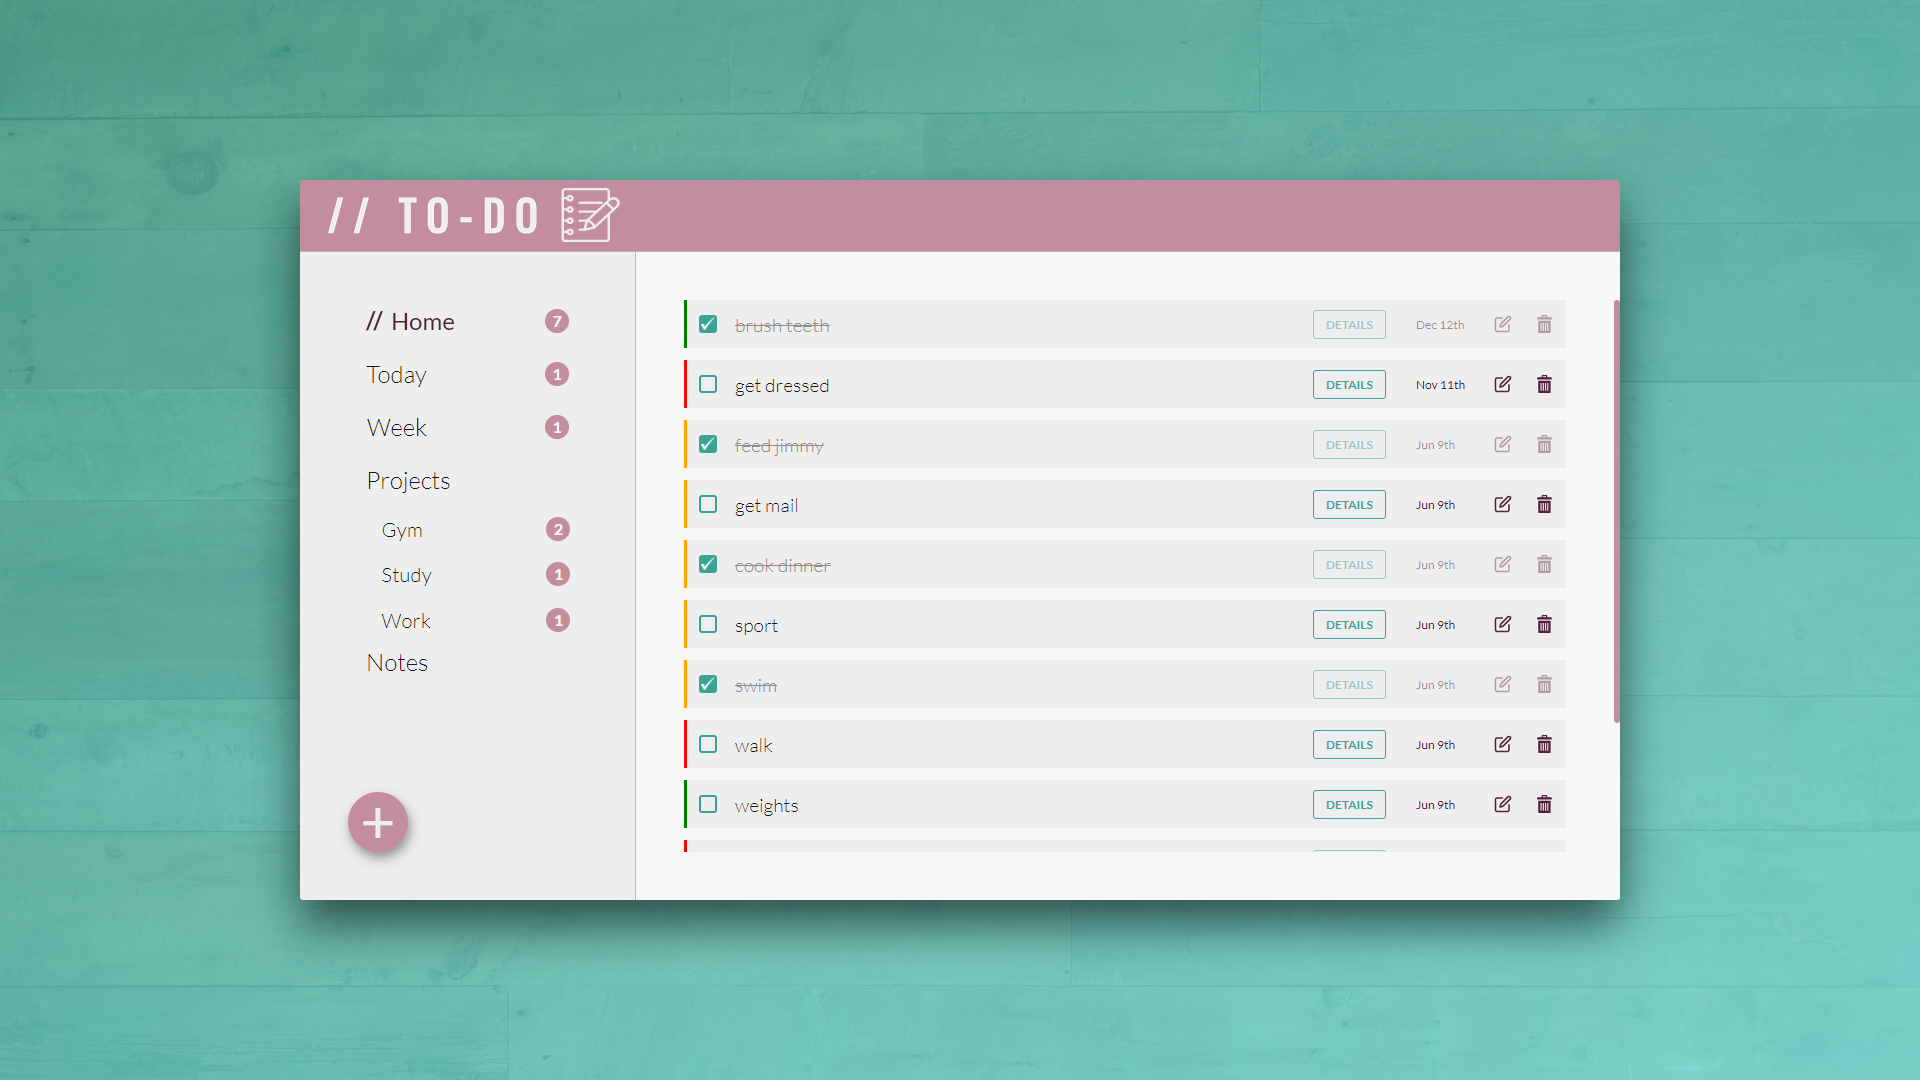 // TO-DO
// Home 7
Today 1
Week 1
Projects
Gym 2
Study 1
Work 1
Notes
brush teeth DETAILS Dec 12th
get dressed DETAILS Nov 11th
feed jimmy DETAILS Jun 9th
get mail DETAILS Jun 9th
cook dinner DETAILS Jun 9th
sport DETAILS Jun 9th
swim DETAILS Jun 9th
walk DETAILS Jun 9th
weights DETAILS Jun 9th